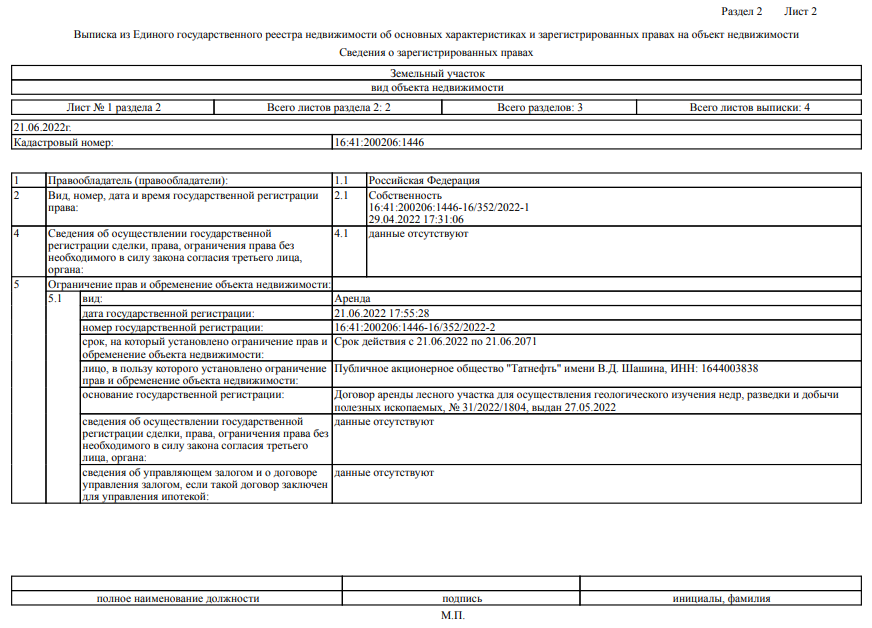 Раздел 2 Лист 2
Выписка из Единого государственного реестра недвижимости об основных характеристиках и зарегистрированных правах на объект недвижимости
Сведения о зарегистрированных правах
Земельный участок
вид объекта недвижимости
Лист № 1 раздела 2 Всего листов раздела 2: 2 Всего разделов: 3 Всего листов выписки: 4
21.06.2022г.
Кадастровый номер: 16:41:200206:1446
1 Правообладатель (правообладатели): 1.1 Российская Федерация
2 Вид, номер, дата и время государственной регистрации
права:
2.1 Собственность
16:41:200206:1446-16/352/2022-1
29.04.2022 17:31:06
4 Сведения об осуществлении государственной
регистрации сделки, права, ограничения права без
необходимого в силу закона согласия третьего лица,
органа:
4.1 данные отсутствуют
5 Ограничение прав и обременение объекта недвижимости:
5.1 вид: Аренда
дата государственной регистрации: 21.06.2022 17:55:28
номер государственной регистрации: 16:41:200206:1446-16/352/2022-2
срок, на который установлено ограничение прав и
обременение объекта недвижимости:
Срок действия с 21.06.2022 по 21.06.2071
лицо, в пользу которого установлено ограничение
прав и обременение объекта недвижимости:
Публичное акционерное общество "Татнефть" имени В.Д. Шашина, ИНН: 1644003838
основание государственной регистрации:
Договор аренды лесного участка для осуществления геологического изучения недр, разведки и добычи
полезных ископаемых, № 31/2022/1804, выдан 27.05.2022
сведения об осуществлении государственной
регистрации сделки, права, ограничения права без
необходимого в силу закона согласия третьего
лица, органа:
данные отсутствуют
сведения об управляющем залогом и о договоре
управления залогом, если такой договор заключен
для управления ипотекой:
данные отсутствуют
полное наименование должности подпись инициалы, фамилия
М.П.